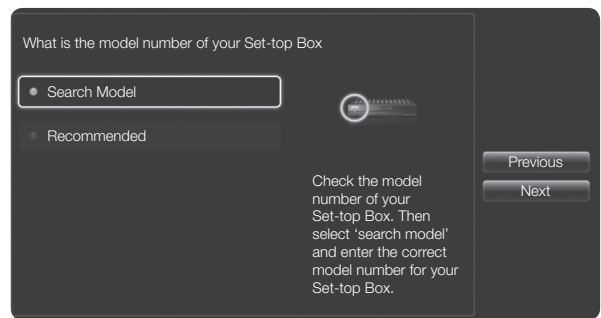 What is the model number of your Set-top Box
Search Model
Recommended
Check the model
number of your
Set-top Box. Then
select ‘search model’
and enter the correct
model number for your
Set-top Box.
Previous
Next